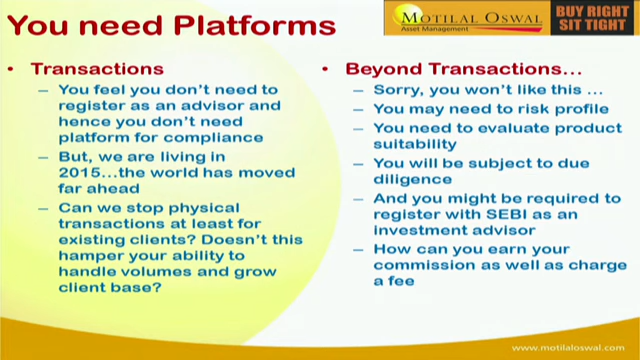 You need Platforms
MOTILAL OSWAL
Asset Management
BUY RIGHT
SIT TIGHT
• Transactions
– You feel you don't need to
register as an advisor and
hence you don't need
platform for compliance
– But, we are living in
2015...the world has moved
far ahead
– Can we stop physical
transactions at least for
existing clients? Doesn't this
hamper your ability to
handle volumes and grow
client base?
• Beyond Transactions...
– Sorry, you won't like this ...
– You may need to risk profile
– You need to evaluate product
suitability
– You will be subject to due
diligence
– And you might be required to
register with SEBI as an
investment advisor
– How can you earn your
commission as well as charge
a fee
www.motilaloswal.com